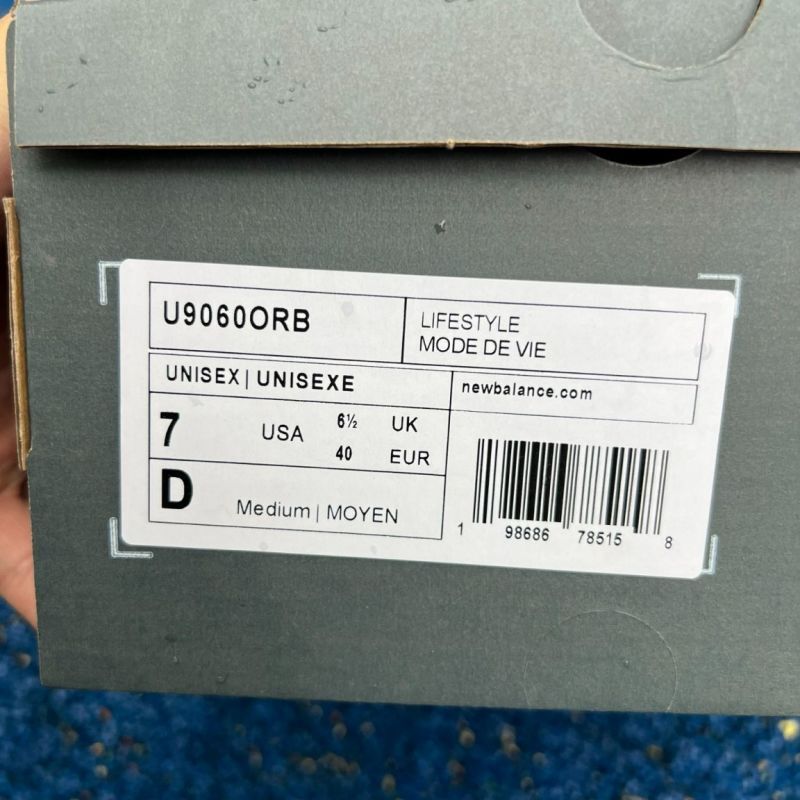 U9060ORB
LIFESTYLE
MODE DE VIE
UNISEX | UNISEXE
newbalance.com
7 USA 6½ UK
40 EUR
D Medium | MOYEN
1 98686 78515 8